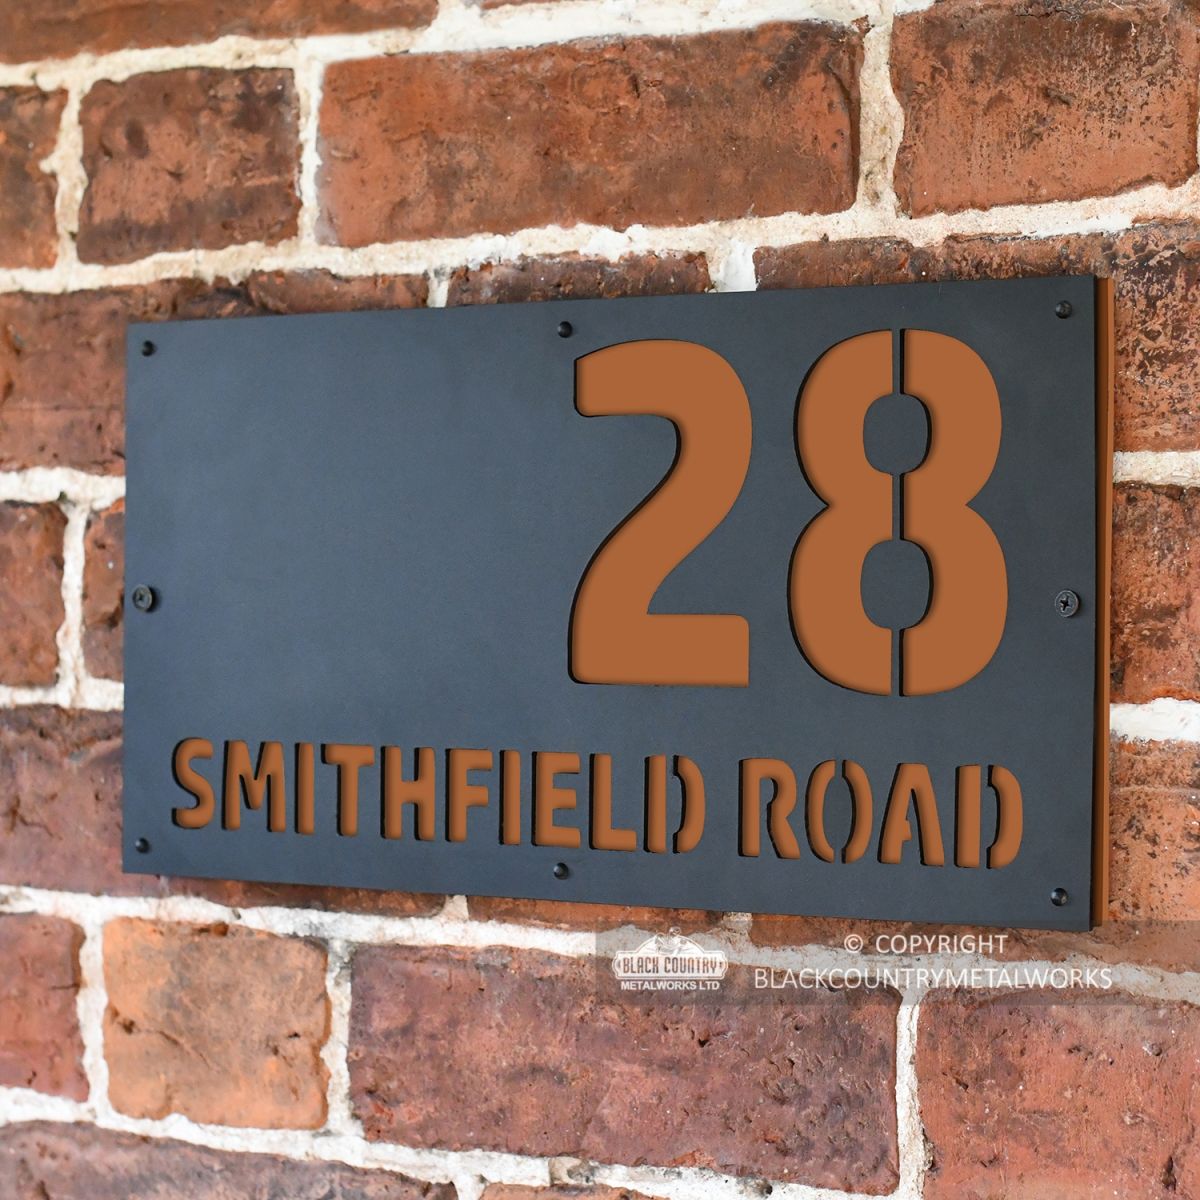 28
SMITHFIELD ROAD
BLACK COUNTRY
METALWORKS LTD
© COPYRIGHT
BLACKCOUNTRYMETALWORKS